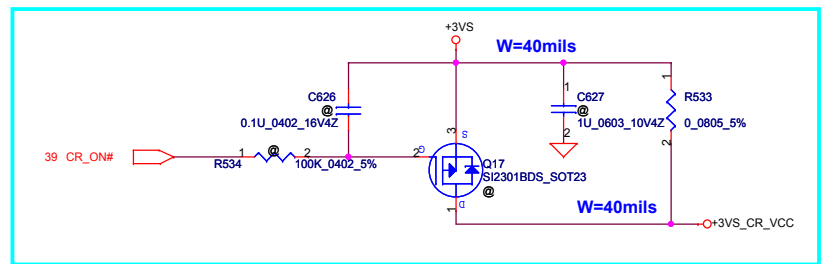 +3VS
W=40mils
C626
@
0.1U_0402_16V4Z
1
C627
@
1U_0603_10V4Z
2
1
R533
0_0805_5%
2
39 CR_ON#
1
@
2
R534
100K_0402_5%
2
G
3
S
Q17
SI2301BDS_SOT23
@
1
D
W=40mils
+3VS_CR_VCC